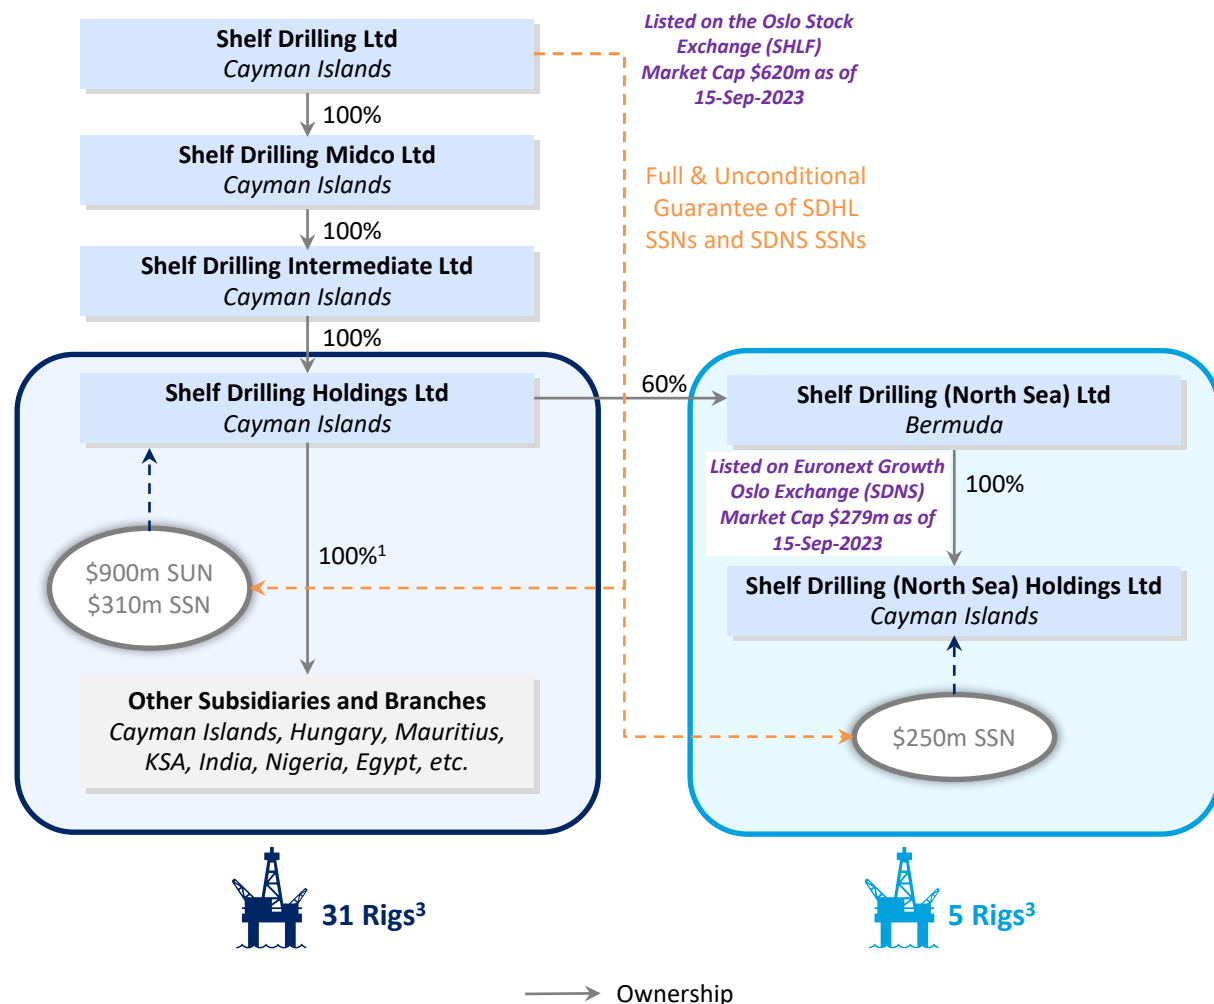 Shelf Drilling Ltd
Cayman Islands
Listed on the Oslo Stock
Exchange (SHLF)
Market Cap $620m as of
15-Sep-2023
100%
Shelf Drilling Midco Ltd
Cayman Islands
Full & Unconditional
Guarantee of SDHL
SSNs and SDNS SSNs
100%
Shelf Drilling Intermediate Ltd
Cayman Islands
100%
Shelf Drilling Holdings Ltd
Cayman Islands
60%
Shelf Drilling (North Sea) Ltd
Bermuda
Listed on Euronext Growth
Oslo Exchange (SDNS)
Market Cap $279m as of
15-Sep-2023
100%
100%¹
$900m SUN
$310m SSN
Shelf Drilling (North Sea) Holdings Ltd
Cayman Islands
Other Subsidiaries and Branches
Cayman Islands, Hungary, Mauritius,
KSA, India, Nigeria, Egypt, etc.
$250m SSN
31 Rigs³
5 Rigs³
Ownership